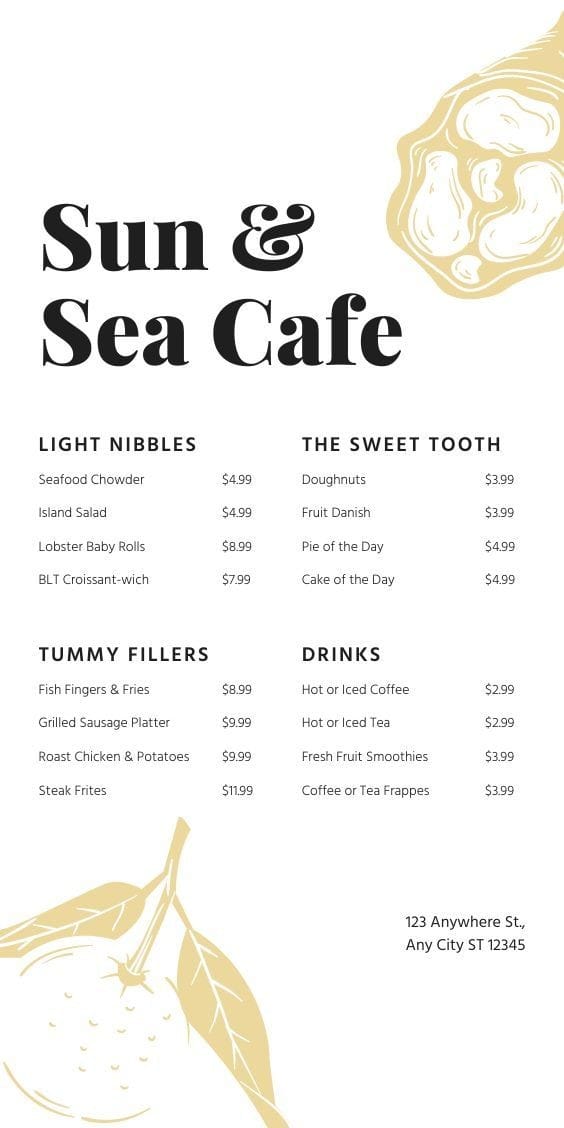 Sun &
Sea Cafe
LIGHT NIBBLES
Seafood Chowder $4.99
Island Salad $4.99
Lobster Baby Rolls $8.99
BLT Croissant-wich $7.99
THE SWEET TOOTH
Doughnuts $3.99
Fruit Danish $3.99
Pie of the Day $4.99
Cake of the Day $4.99
TUMMY FILLERS
Fish Fingers & Fries $8.99
Grilled Sausage Platter $9.99
Roast Chicken & Potatoes $9.99
Steak Frites $11.99
DRINKS
Hot or Iced Coffee $2.99
Hot or Iced Tea $2.99
Fresh Fruit Smoothies $3.99
Coffee or Tea Frappes $3.99
123 Anywhere St.,
Any City ST 12345